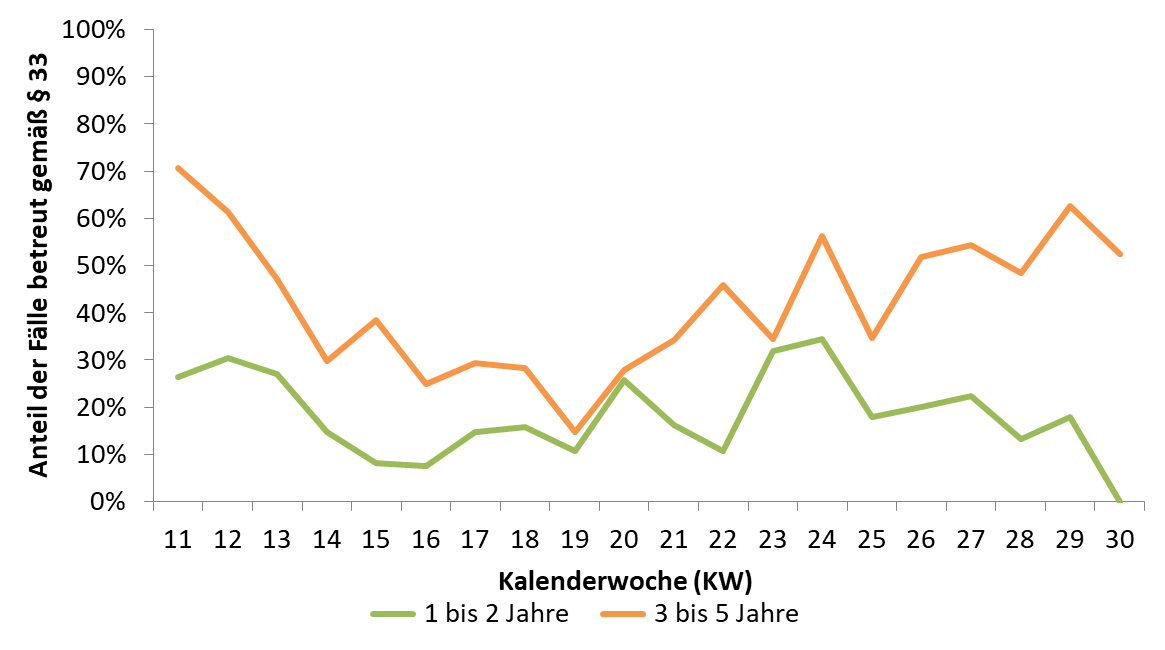 Anteil der Fälle betreut gemäß § 33
100%
90%
80%
70%
60%
50%
40%
30%
20%
10%
0%
11 12 13 14 15 16 17 18 19 20 21 22 23 24 25 26 27 28 29 30
Kalenderwoche (KW)
1 bis 2 Jahre 3 bis 5 Jahre